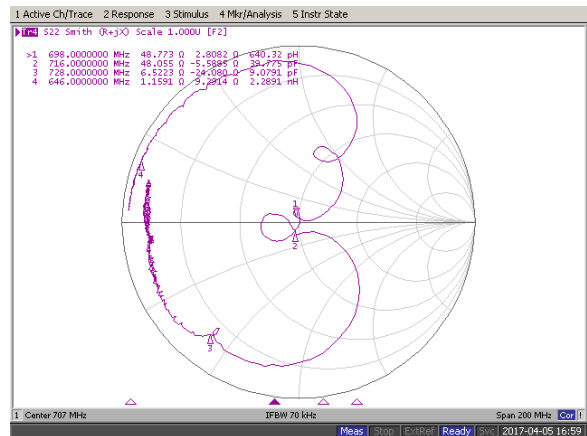 1 Active Ch/Trace 2 Response 3 Stimulus 4 Mkr/Analysis 5 Instr State
Tr4 S22 Smith (R+jX) Scale 1.000U [F2]
>1 698.0000000 MHz 48.773 Ω 2.8082 Ω 640.32 pH
2 716.0000000 MHz 48.055 Ω -5.5885 Ω 39.775 pF
3 728.0000000 MHz 6.5223 Ω -24.080 Ω 9.0791 pF
4 646.0000000 MHz 1.1591 Ω 9.2914 Ω 2.2891 nH
4
1
2
3
1 Center 707 MHz IFBW 70 kHz Span 200 MHz Cor !
Meas Stop ExtRef Ready Svc 2017-04-05 16:59